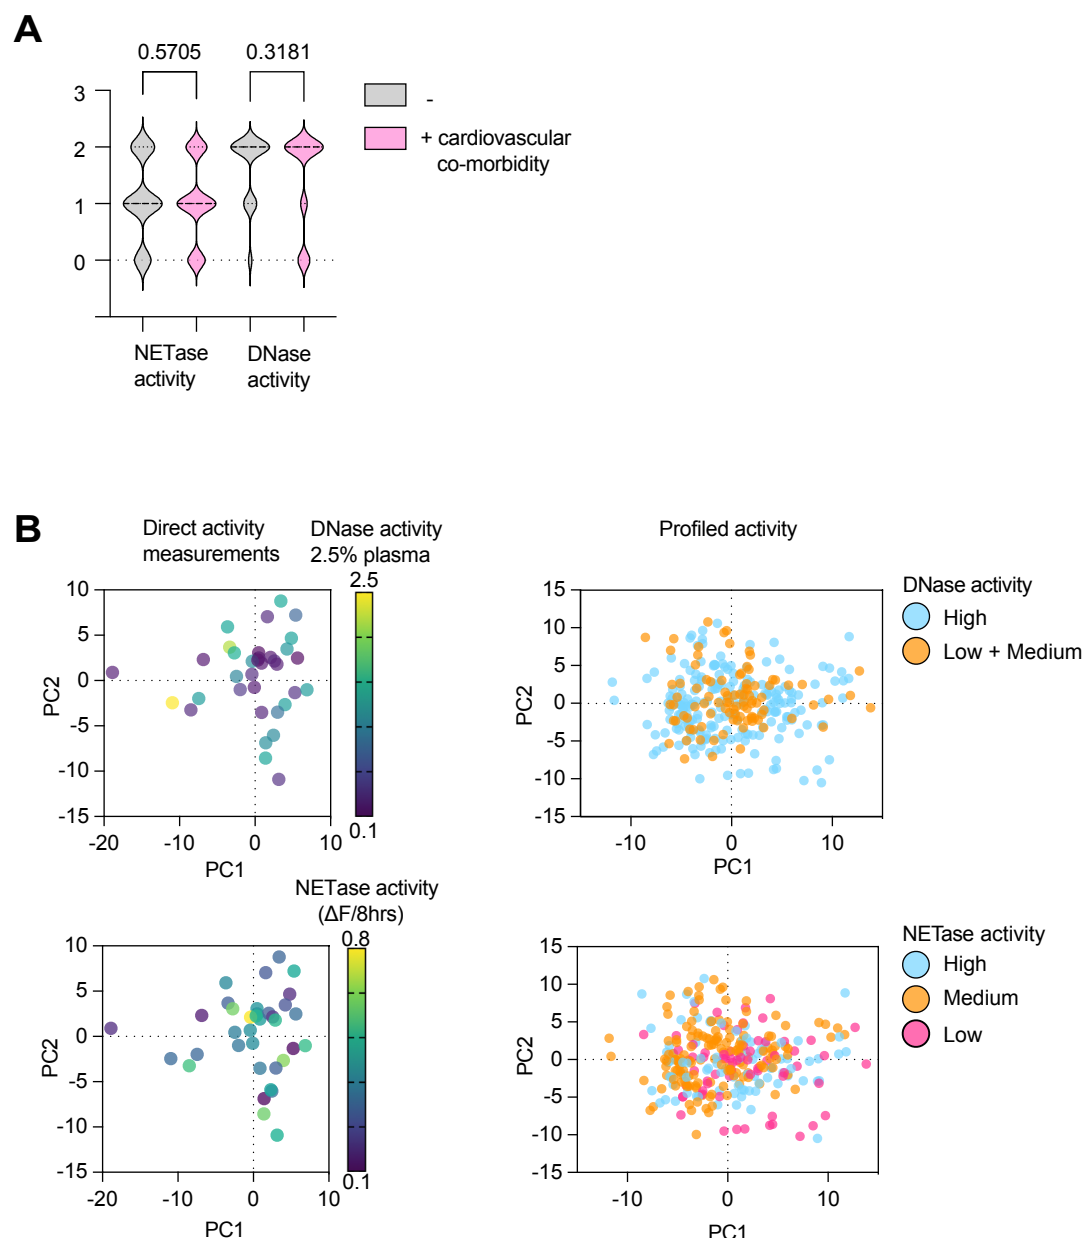 A
0.5705
0.3181
3
2
1
0
-
+ cardiovascular
co-morbidity
NETase
activity
DNase
activity
B
Direct activity
measurements
DNase activity
2.5% plasma
2.5
0.1
10
5
0
-5
-10
-15
PC2
-20
-10
0
10
PC1
Profiled activity
15
10
5
0
-5
-10
-15
PC2
-10
0
10
PC1
DNase activity
High
Low + Medium
NETase activity
(ΔF/8hrs)
0.8
0.1
10
5
0
-5
-10
-15
PC2
-20
-10
0
10
PC1
15
10
5
0
-5
-10
-15
PC2
-10
0
10
PC1
NETase activity
High
Medium
Low